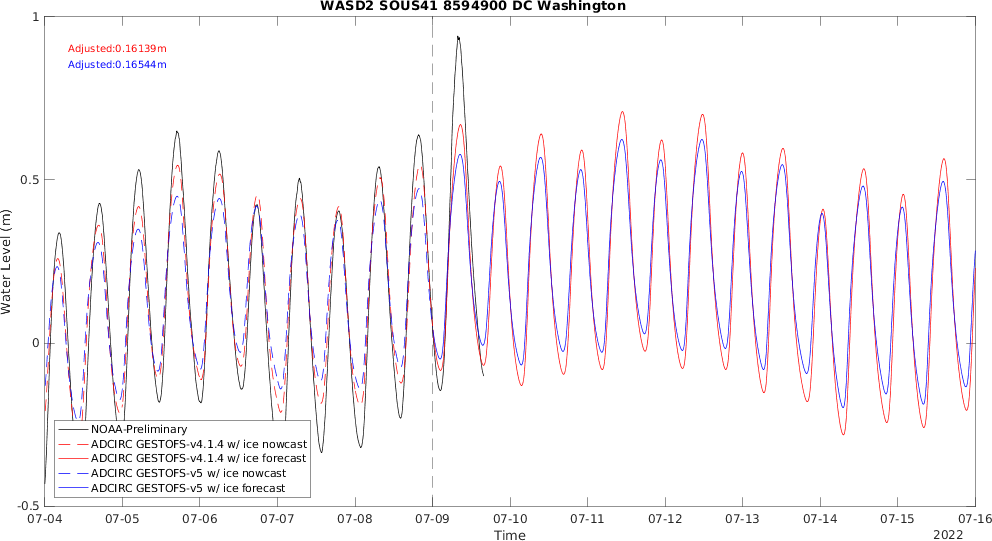 WASD2 SOUS41 8594900 DC Washington
1
Adjusted:0.16139m
Adjusted:0.16544m
0.5
Water Level (m)
0
NOAA-Preliminary
ADCIRC GESTOFS-v4.1.4 w/ ice nowcast
ADCIRC GESTOFS-v4.1.4 w/ ice forecast
ADCIRC GESTOFS-v5 w/ ice nowcast
ADCIRC GESTOFS-v5 w/ ice forecast
-0.5
07-04 07-05 07-06 07-07 07-08 07-09 07-10 07-11 07-12 07-13 07-14 07-15 07-16
Time
2022